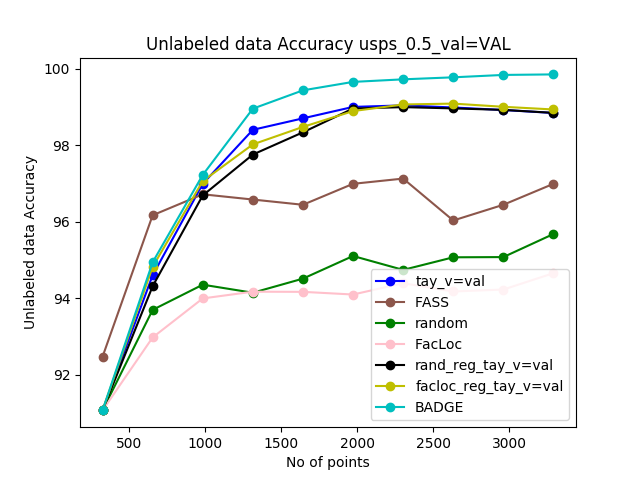 Unlabeled data Accuracy usps_0.5_val=VAL
Unlabeled data Accuracy
100
98
96
94
92
500
1000
1500
2000
2500
3000
No of points
tay_v=val
FASS
random
FacLoc
rand_reg_tay_v=val
facloc_reg_tay_v=val
BADGE